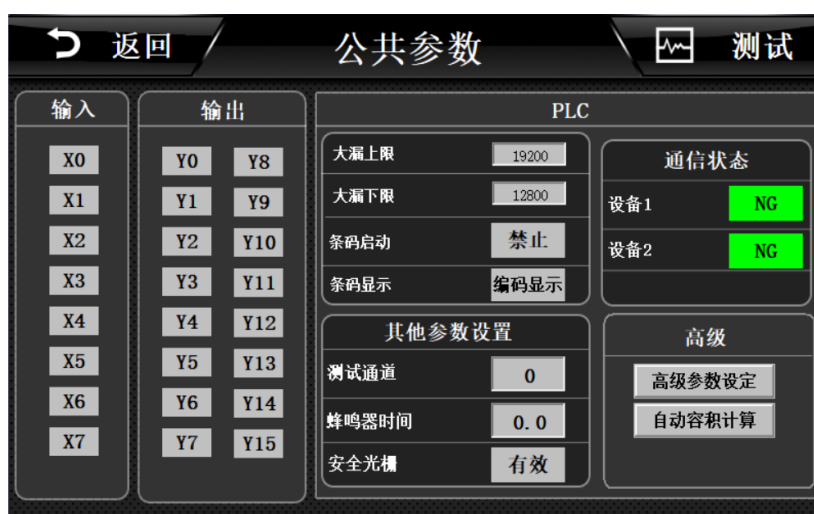 返回
公共参数
测试
输入
X0
X1
X2
X3
X4
X5
X6
X7
输出
Y0 Y8
Y1 Y9
Y2 Y10
Y3 Y11
Y4 Y12
Y5 Y13
Y6 Y14
Y7 Y15
PLC
大漏上限 19200
大漏下限 12800
条码启动 禁止
条码显示 编码显示
其他参数设置
测试通道 0
蜂鸣器时间 0.0
安全光栅 有效
通信状态
设备1 NG
设备2 NG
高级
高级参数设定
自动容积计算